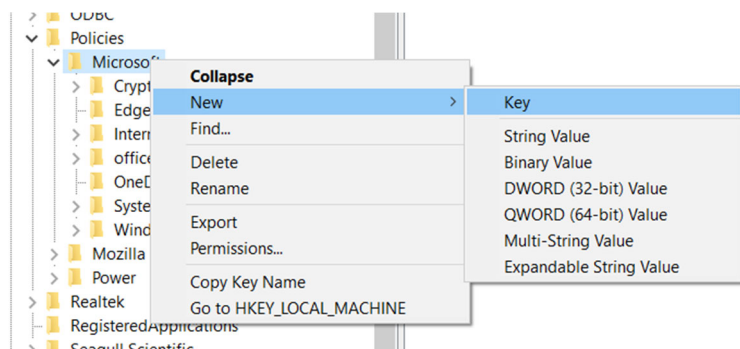 ODBC
Policies
Microsoft
Collapse
New
Key
Find...
String Value
Binary Value
Delete
DWORD (32-bit) Value
Rename
QWORD (64-bit) Value
Export
Multi-String Value
Permissions...
Expandable String Value
Mozilla
Power
Copy Key Name
Realtek
Go to HKEY_LOCAL_MACHINE
RegisteredApplications
Seagull Scientific